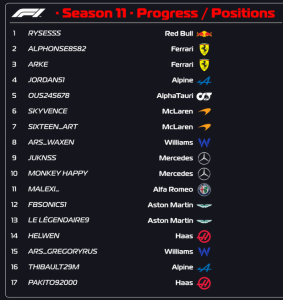 F1 · Season 11 - Progress / Positions
1 RYSESSS Red Bull
2 ALPHONSE8582 Ferrari
3 ARKE Ferrari
4 JORDAN51 Alpine
5 OUS245678 AlphaTauri
6 SKYVENCE McLaren
7 SIXTEEN_ART McLaren
8 ARS_WAXEN Williams
9 JUKNSS Mercedes
10 MONKEY HAPPY Mercedes
11 MALEXI_ Alfa Romeo
12 FBSONIC51 Aston Martin
13 LE LÉGENDAIRE9 Aston Martin
14 HELWEN Haas
15 ARS_GREGORYRUS Williams
16 THIBAULT29M Alpine
17 PAKITO92000 Haas